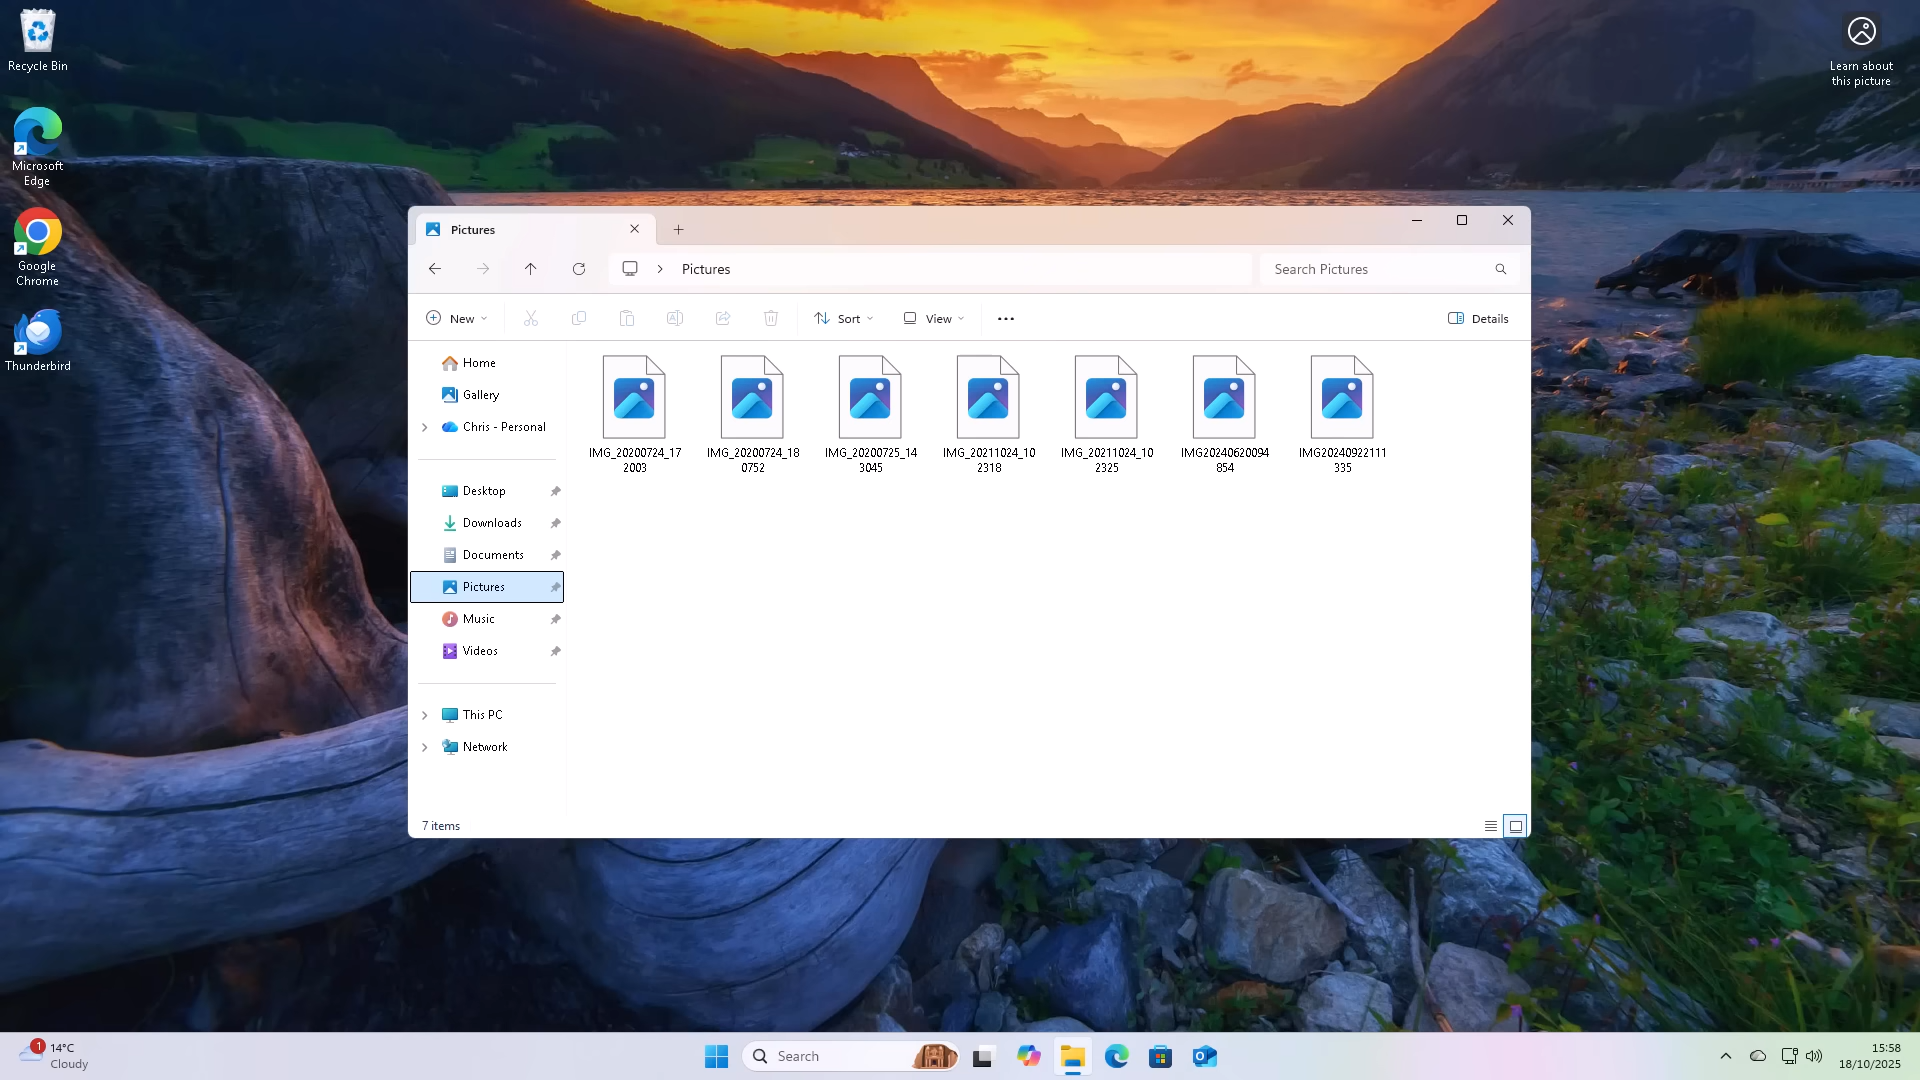 Recycle Bin
Learn about
this picture
Microsoft
Edge
Google
Chrome
Thunderbird
Pictures
Pictures
Search Pictures
New
Sort
View
Details
Home
Gallery
Chris - Personal
Desktop
Downloads
Documents
Pictures
Music
Videos
This PC
Network
IMG_20200724_17
2003
IMG_20200724_18
0752
IMG_20200725_14
3045
IMG_20211024_10
2318
IMG_20211024_10
2325
IMG20240620094
854
IMG20240922111
335
7 items
1
14°C
Cloudy
Search
15:58
18/10/2025